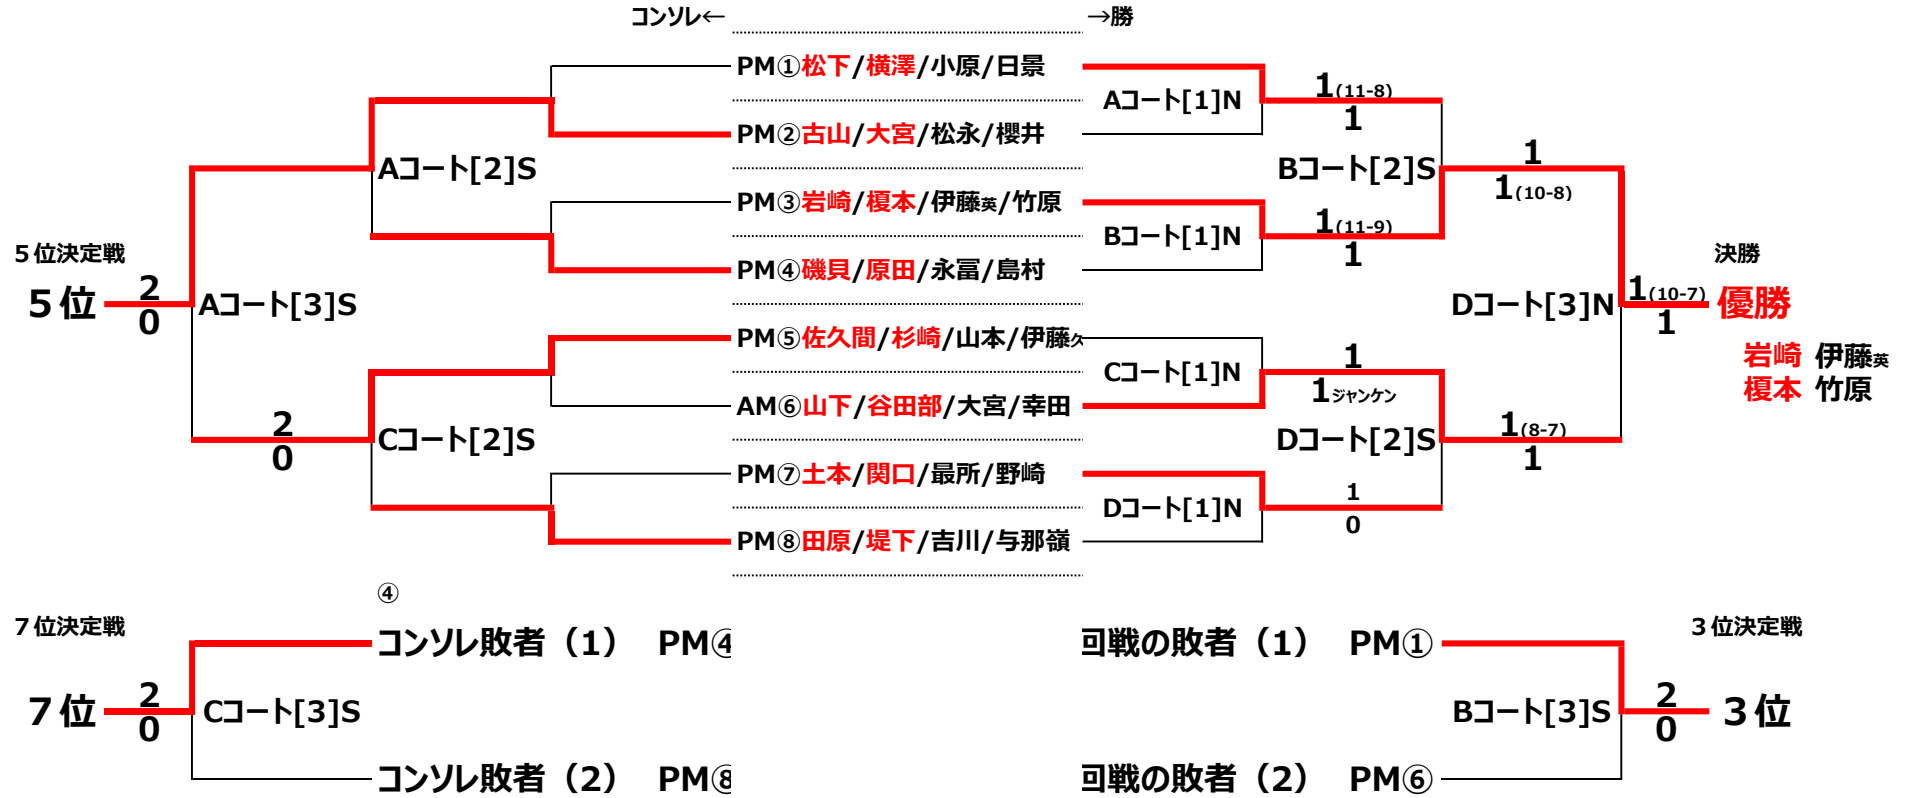 コンソレ← →勝
PM①松下/横澤/小原/日景
Aコート[1]N
1(11-8)
1
PM②古山/大宮/松永/櫻井
Aコート[2]S
Bコート[2]S
1
1(10-8)
PM③岩崎/榎本/伊藤英/竹原
Bコート[1]N
1(11-9)
1
PM④磯貝/原田/永冨/島村
5位決定戦
5位
2
0
Aコート[3]S
Dコート[3]N
決勝
1(10-7)
1
優勝
岩崎 伊藤英
榎本 竹原
PM⑤佐久間/杉崎/山本/伊藤久
Cコート[1]N
1
1ジャンケン
AM⑥山下/谷田部/大宮/幸田
2
0
Cコート[2]S
Dコート[2]S
1(8-7)
1
PM⑦土本/関口/最所/野崎
Dコート[1]N
1
0
PM⑧田原/堤下/吉川/与那嶺
④
7位決定戦
コンソレ敗者（1） PM④
回戦の敗者（1） PM①
3位決定戦
7位
2
0
Cコート[3]S
Bコート[3]S
2
0
3位
コンソレ敗者（2） PM⑧
回戦の敗者（2） PM⑥